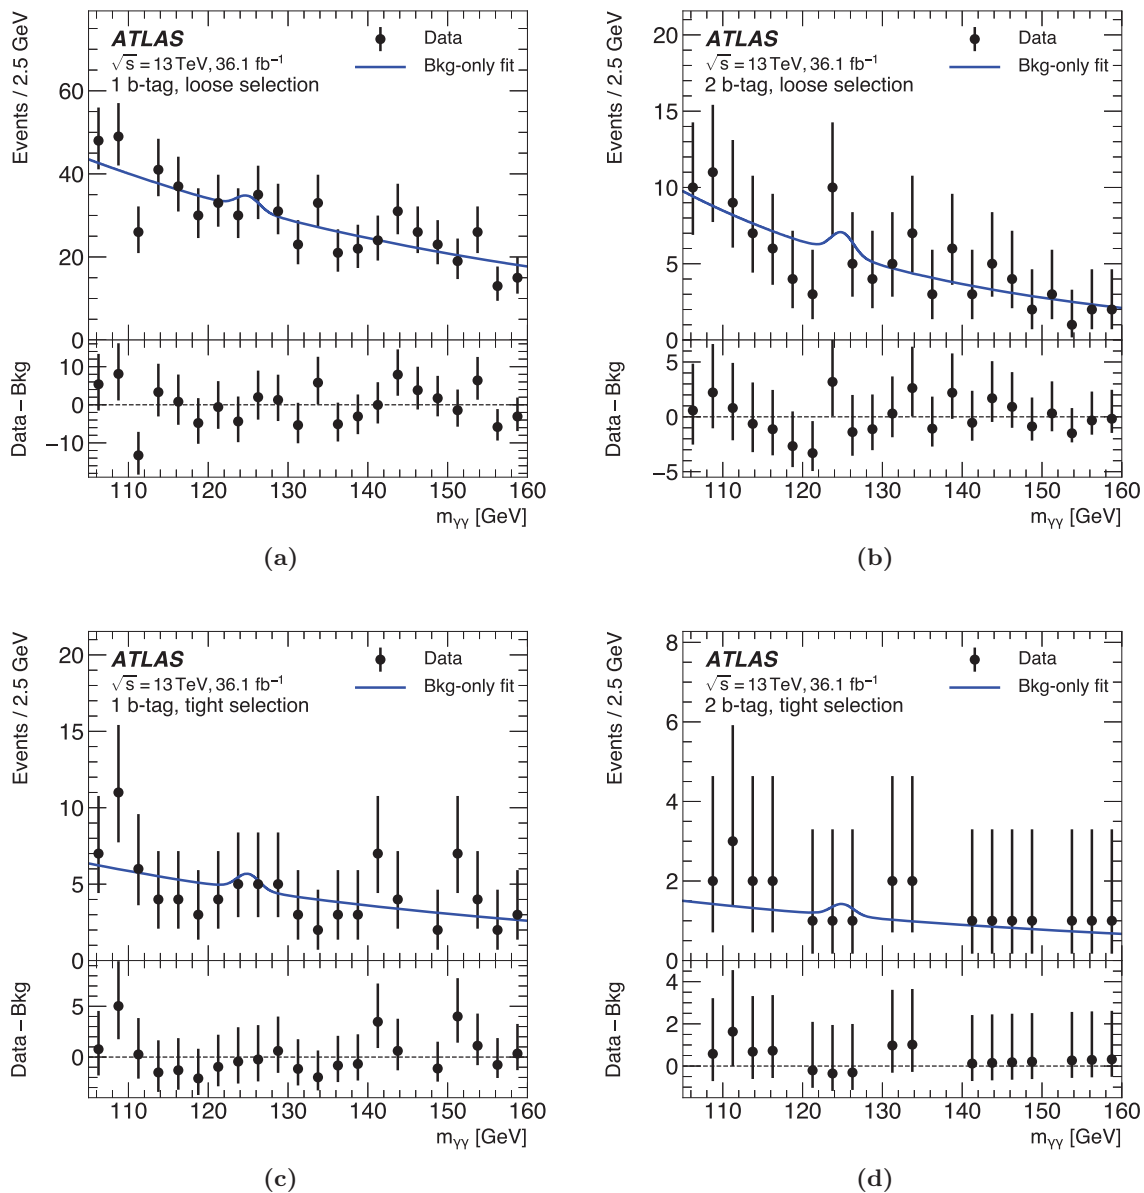 Events / 2.5 GeV
ATLAS
√s = 13 TeV, 36.1 fb⁻¹
1 b-tag, loose selection
Data
Bkg-only fit
60
40
20
0
Data − Bkg
10
0
−10
110 120 130 140 150 160
mγγ [GeV]
(a)
Events / 2.5 GeV
ATLAS
√s = 13 TeV, 36.1 fb⁻¹
2 b-tag, loose selection
Data
Bkg-only fit
20
15
10
5
0
Data − Bkg
5
0
−5
110 120 130 140 150 160
mγγ [GeV]
(b)
Events / 2.5 GeV
ATLAS
√s = 13 TeV, 36.1 fb⁻¹
1 b-tag, tight selection
Data
Bkg-only fit
20
15
10
5
0
Data − Bkg
5
0
110 120 130 140 150 160
mγγ [GeV]
(c)
Events / 2.5 GeV
ATLAS
√s = 13 TeV, 36.1 fb⁻¹
2 b-tag, tight selection
Data
Bkg-only fit
8
6
4
2
0
Data − Bkg
4
2
0
110 120 130 140 150 160
mγγ [GeV]
(d)